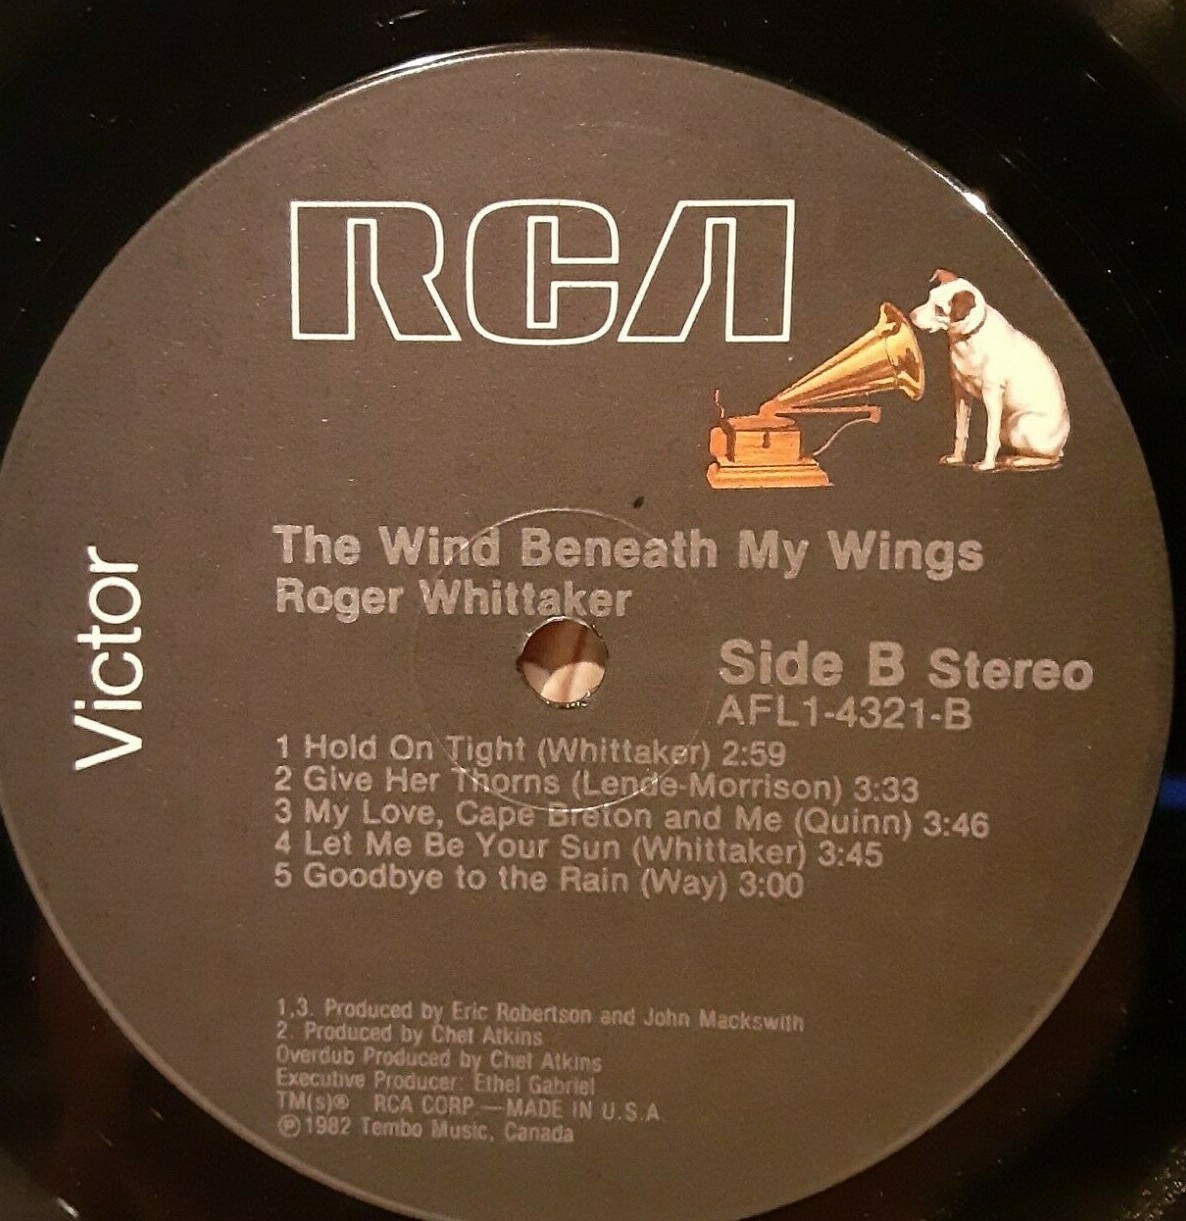 RCA
Victor
The Wind Beneath My Wings
Roger Whittaker
Side B Stereo
AFL1-4321-B
1 Hold On Tight (Whittaker) 2:59
2 Give Her Thorns (Lende-Morrison) 3:33
3 My Love, Cape Breton and Me (Quinn) 3:46
4 Let Me Be Your Sun (Whittaker) 3:45
5 Goodbye to the Rain (Way) 3:00
1,3. Produced by Eric Robertson and John Mackswith
2. Produced by Chet Atkins
Overdub Produced by Chet Atkins
Executive Producer: Ethel Gabriel
TM(s)® RCA CORP.—MADE IN U.S.A.
℗1982 Tembo Music, Canada